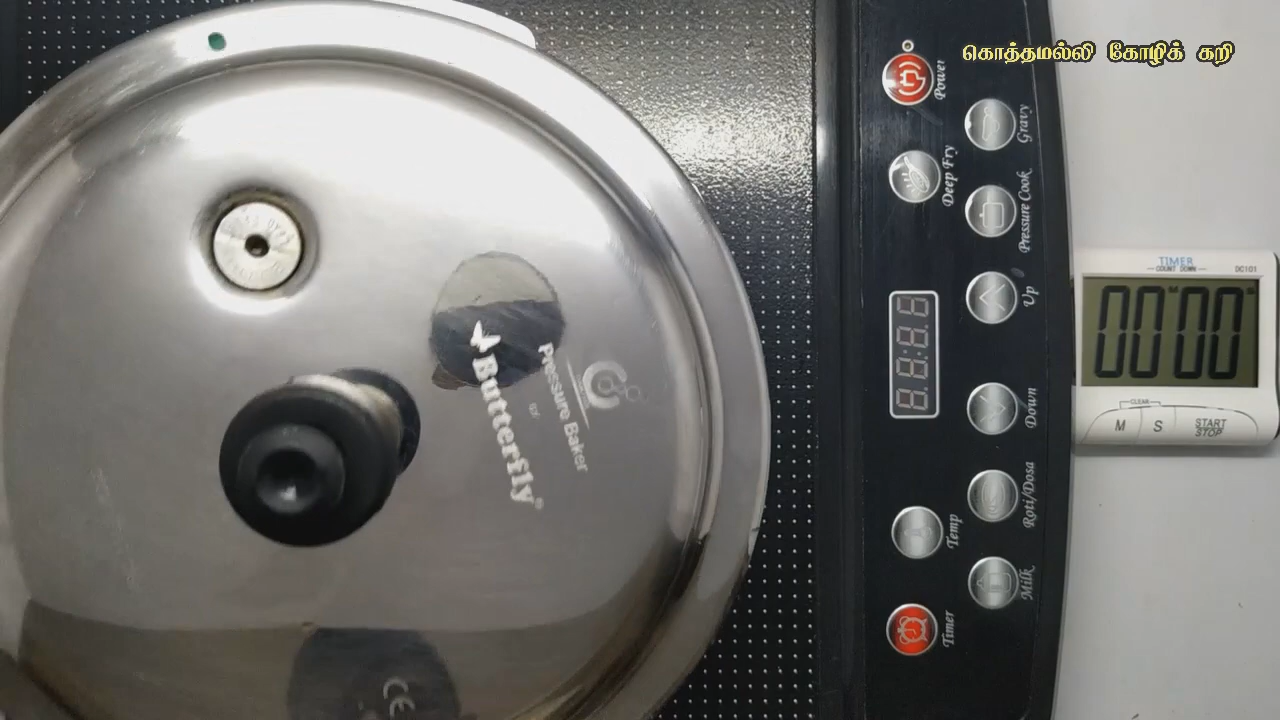 கொத்தமல்லி கோழிக் கறி
Power
Gravy
Deep Fry
Pressure Cook
Up
8.8:8.8
Down
Roti/Dosa
Temp
Milk
Timer
TIMER
COUNT DOWN
DC101
00 M 00 S
CLEAR
M S START STOP
Butterfly®
Pressure Baker
CE